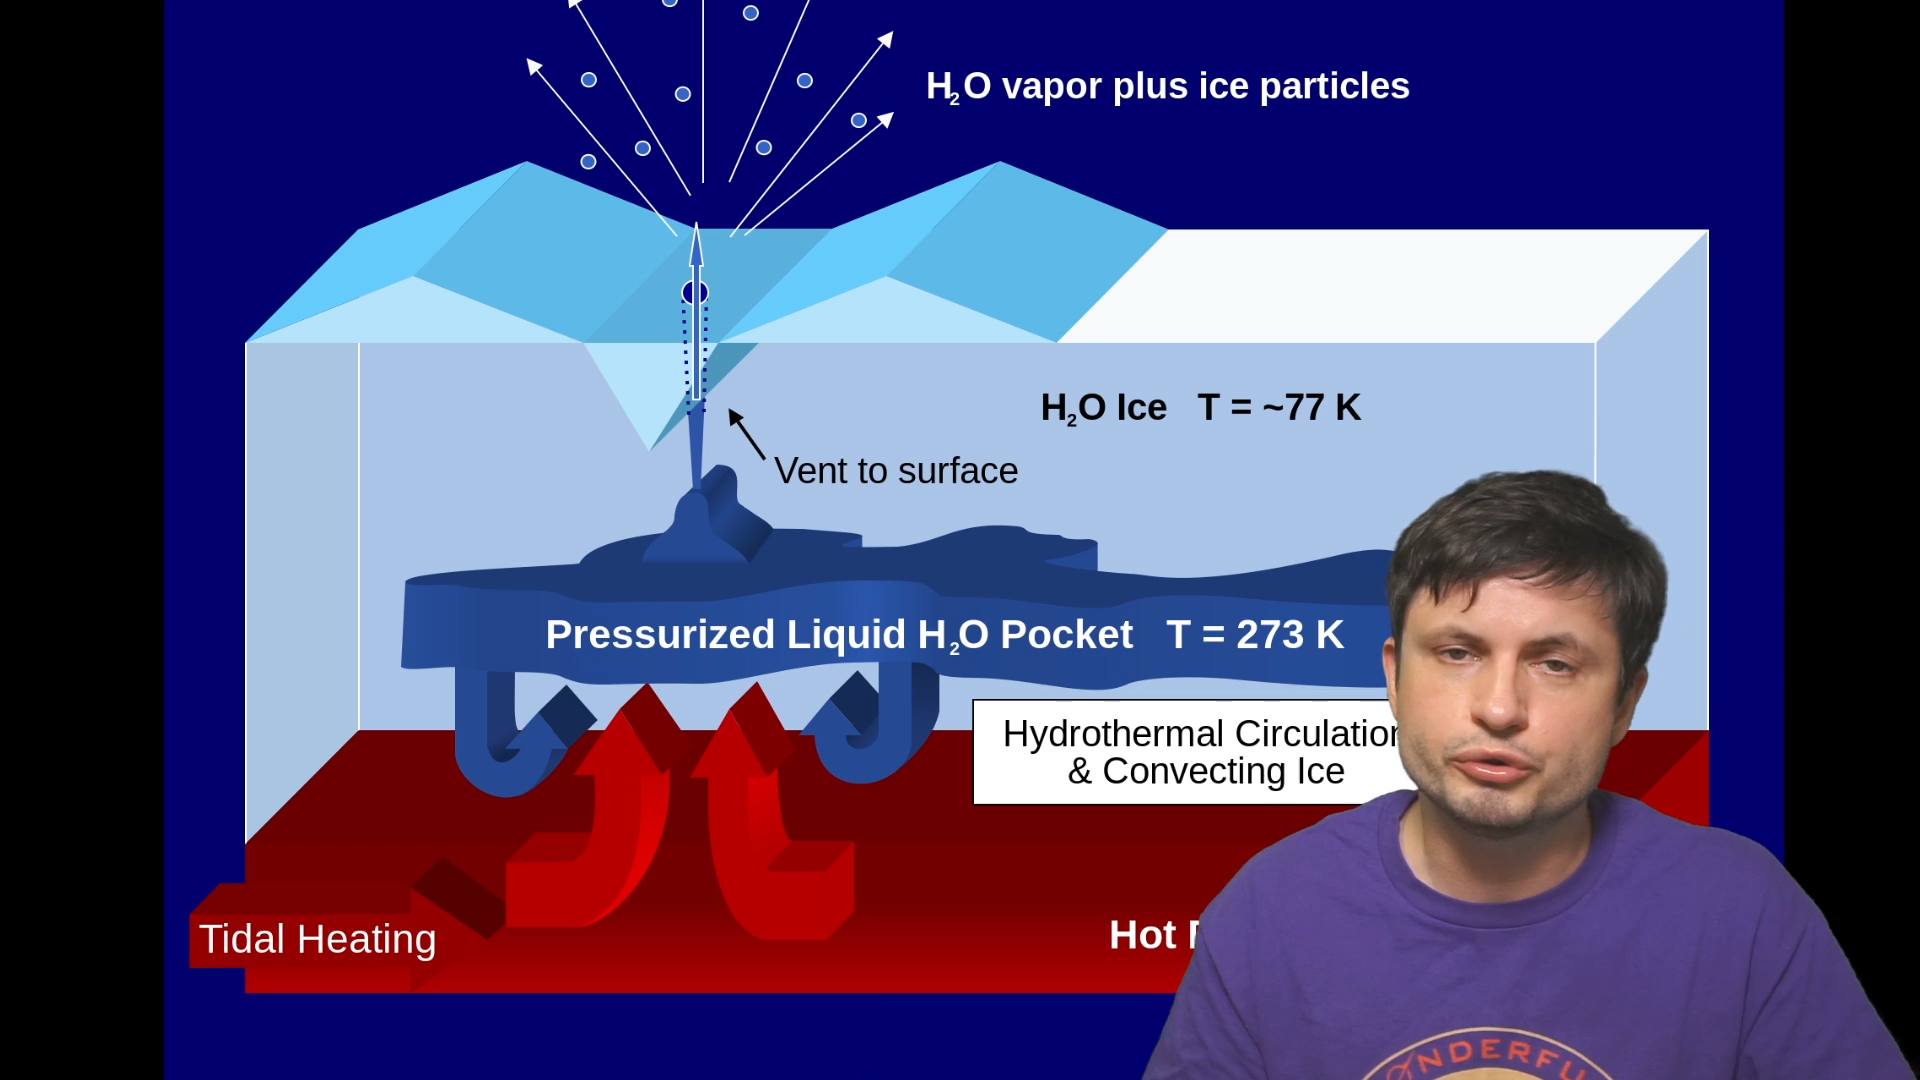 H₂O vapor plus ice particles
H₂O Ice T = ~77 K
Vent to surface
Pressurized Liquid H₂O Pocket T = 273 K
Hydrothermal Circulation
& Convecting Ice
Tidal Heating
Hot